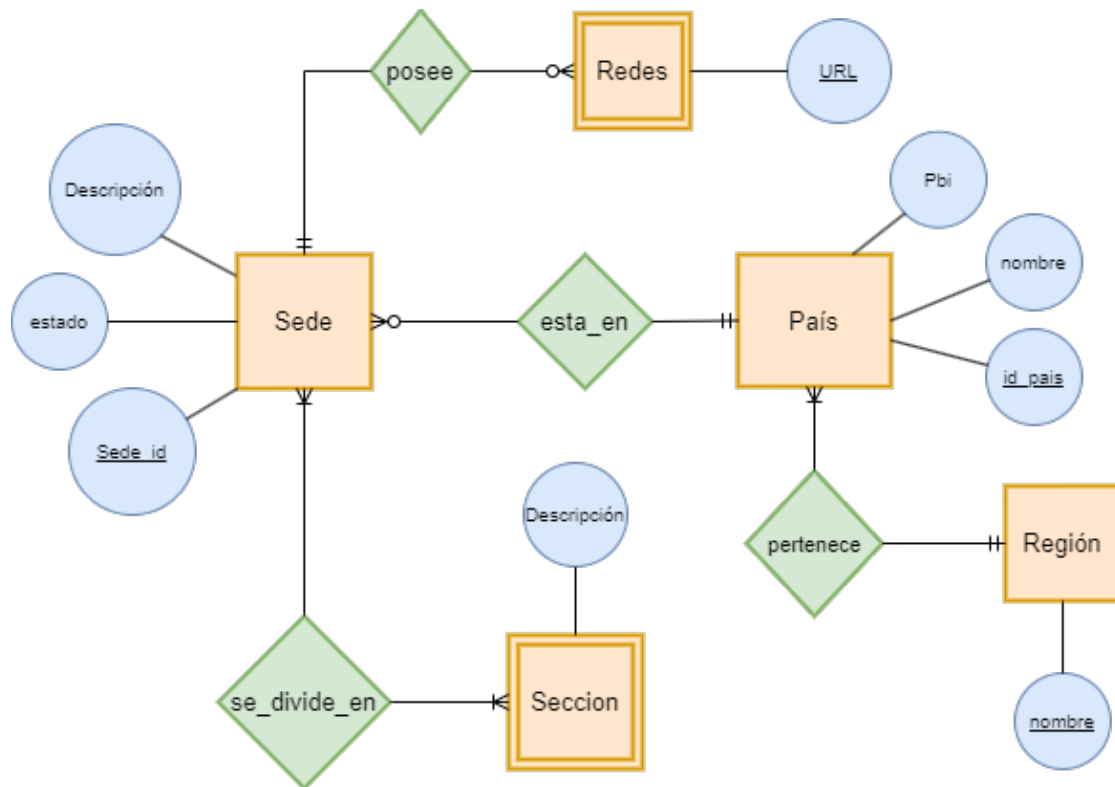 posee
Redes
URL
Descripción
Pbi
nombre
estado
Sede
esta_en
País
id_pais
Sede_id
Descripción
pertenece
Región
se_divide_en
Seccion
nombre